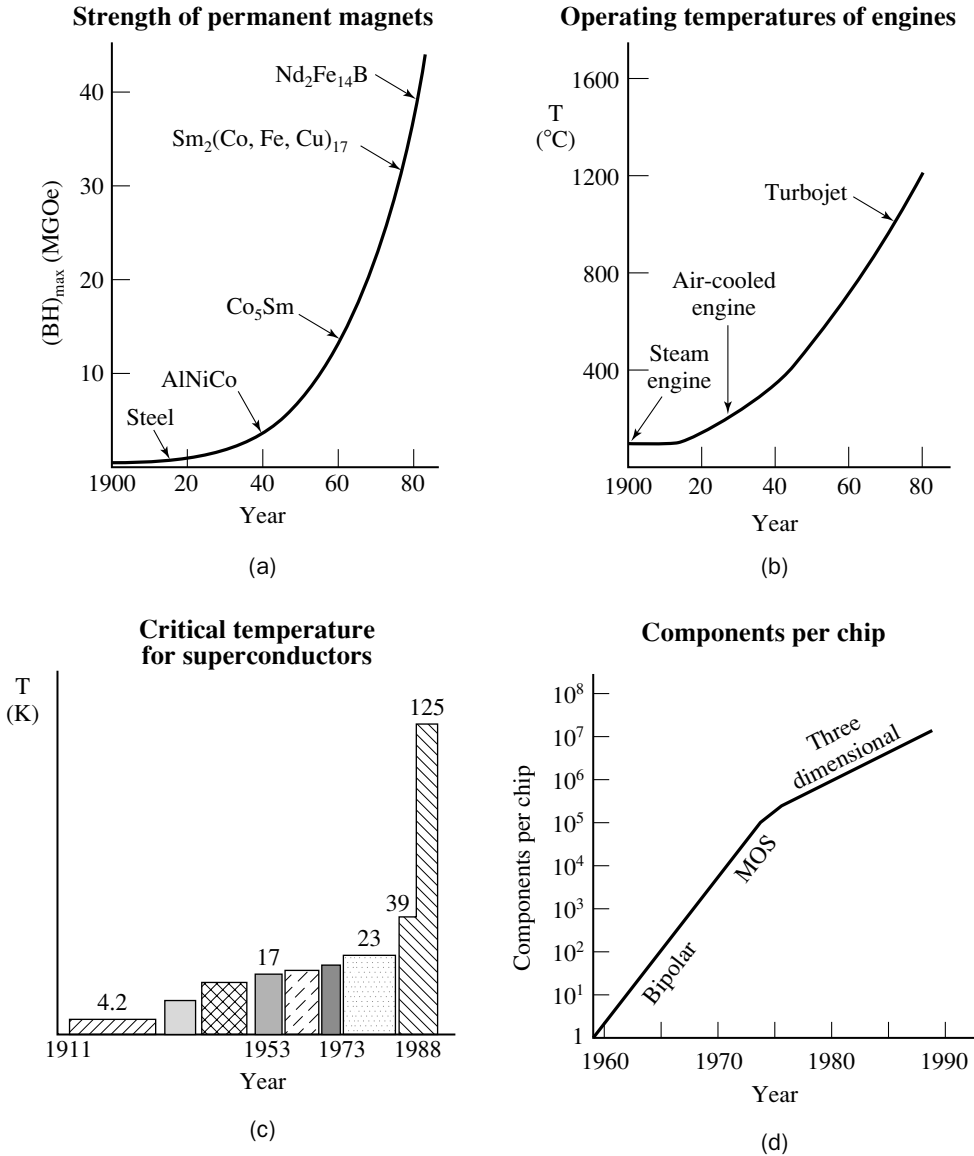 Strength of permanent magnets
(BH)max (MGOe)
40
30
20
10
Nd2Fe14B
Sm2(Co, Fe, Cu)17
Co5Sm
AlNiCo
Steel
1900 20 40 60 80
Year
(a)
Operating temperatures of engines
T
(°C)
1600
1200
800
400
Turbojet
Air-cooled
engine
Steam
engine
1900 20 40 60 80
Year
(b)
Critical temperature
for superconductors
T
(K)
125
39
23
17
4.2
1911 1953 1973 1988
Year
(c)
Components per chip
Components per chip
10^8
10^7
10^6
10^5
10^4
10^3
10^2
10^1
1
Three
dimensional
MOS
Bipolar
1960 1970 1980 1990
Year
(d)